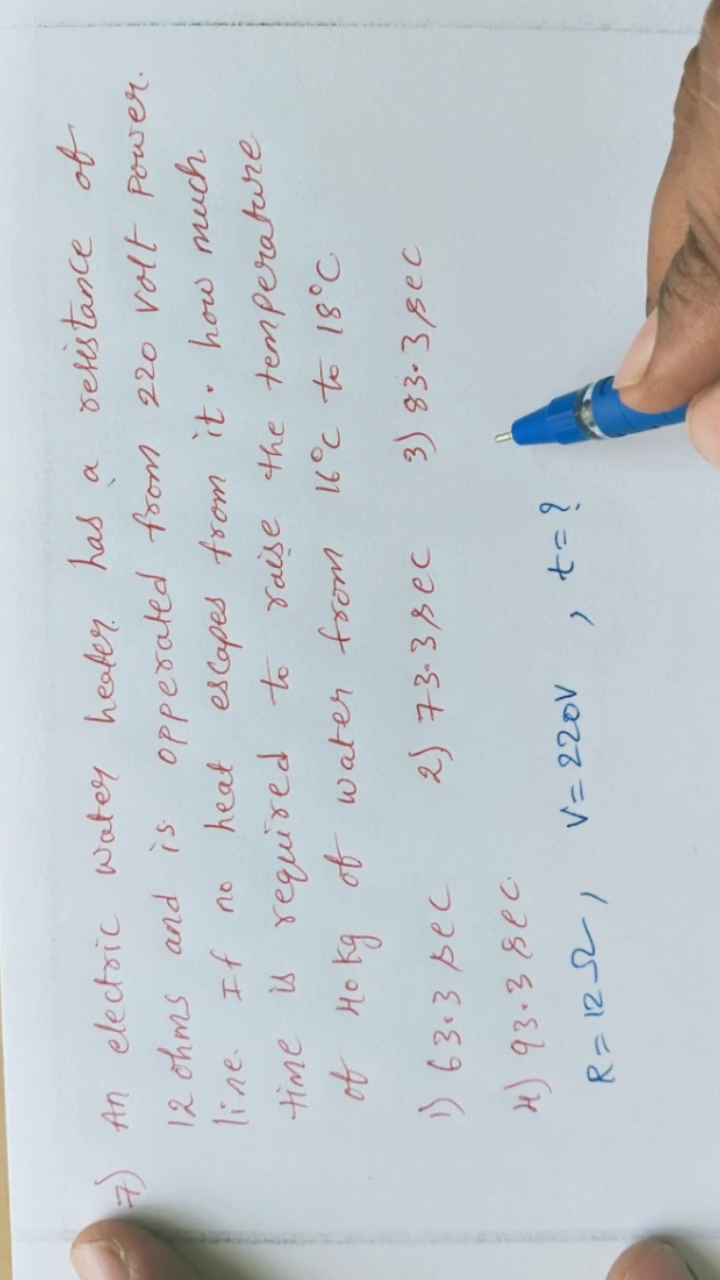 7) An electric water heater has a resistance of
12 ohms and is opperated from 220 volt power.
line. If no heat escapes from it. how much
time is required to raise the temperature
of 40 kg of water from 16°C to 18°C
1) 63.3 sec 2) 73.3 sec 3) 83.3 sec
4) 93.3 sec.
R = 12 Ω, V = 220V, t = ?